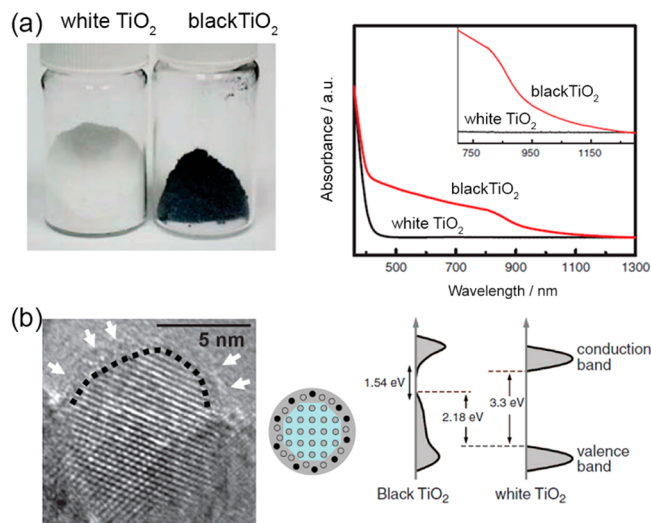 (a)
white TiO2
blackTiO2
Absorbance / a.u.
blackTiO2
white TiO2
750
950
1150
blackTiO2
white TiO2
500
700
900
1100
1300
Wavelength / nm
(b)
5 nm
1.54 eV
2.18 eV
3.3 eV
conduction
band
valence
band
Black TiO2
white TiO2